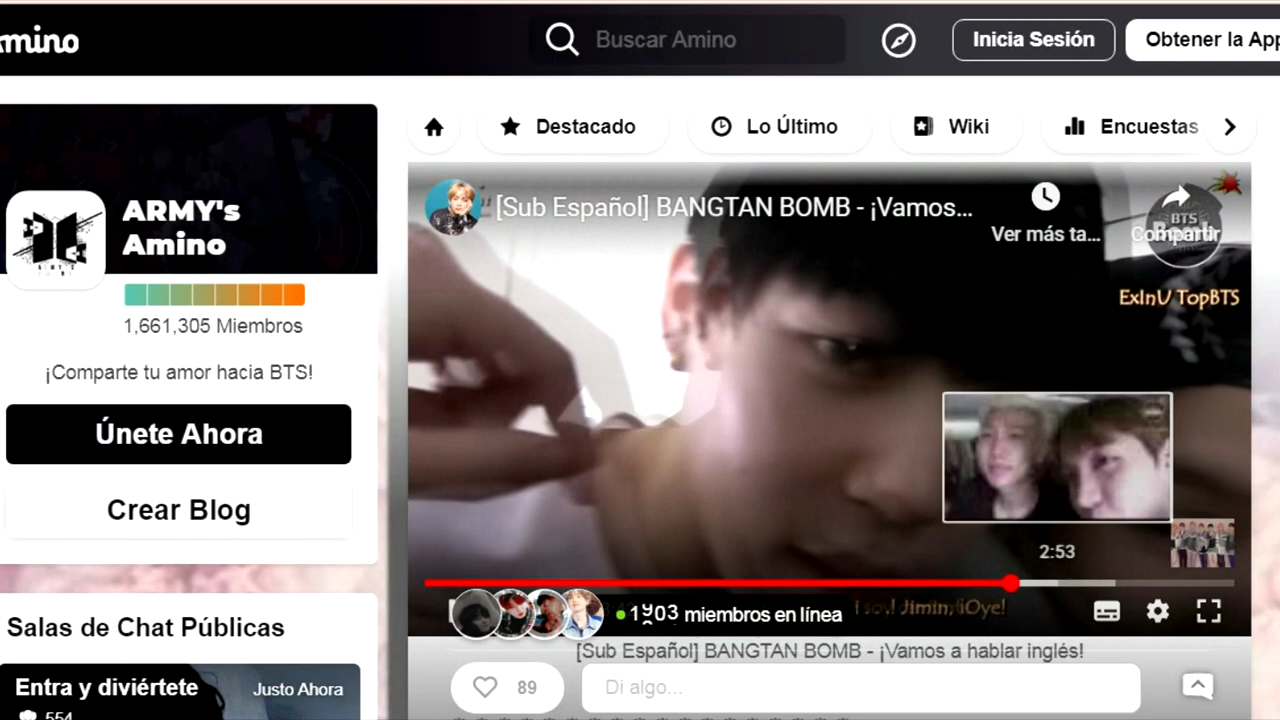 Amino
Buscar Amino
Inicia Sesión
Obtener la App
Destacado
Lo Último
Wiki
Encuestas
ARMY's
Amino
1,661,305 Miembros
¡Comparte tu amor hacia BTS!
Únete Ahora
Crear Blog
Salas de Chat Públicas
Entra y diviértete
Justo Ahora
554
[Sub Español] BANGTAN BOMB - ¡Vamos...
Ver más ta...
Compartir
BTS
ExInU TopBTS
2:53
miembros en línea
soy! Jimin, ¡Oye!
[Sub Español] BANGTAN BOMB - ¡Vamos a hablar inglés!
89
Di algo...